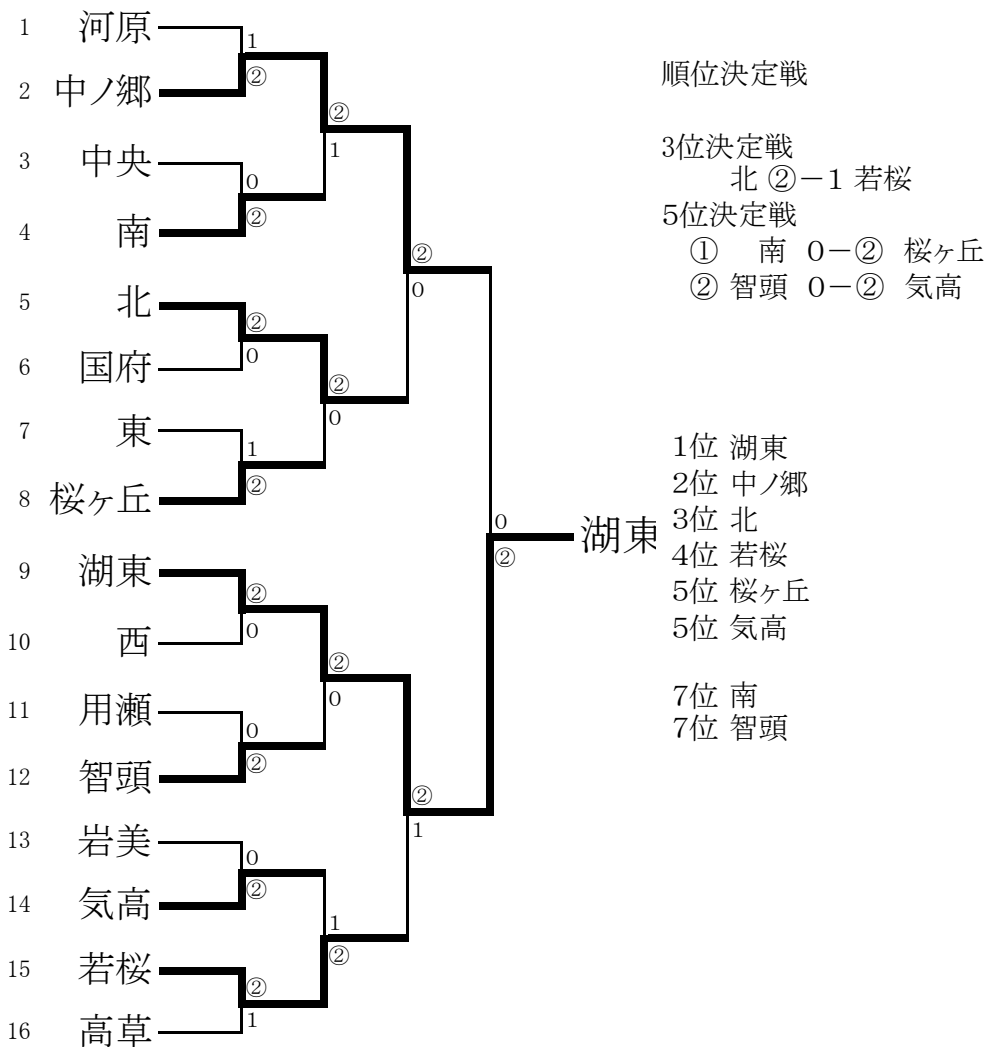 1 河原
1
②
2 中ノ郷
②
1
3 中央
0
②
4 南
②
0
5 北
②
0
6 国府
②
0
7 東
1
②
8 桜ヶ丘
0
②
湖東
9 湖東
②
0
10 西
②
0
11 用瀬
0
②
12 智頭
②
1
13 岩美
0
②
14 気高
1
②
15 若桜
②
1
16 高草
順位決定戦
3位決定戦
北 ②－1 若桜
5位決定戦
① 南 0－② 桜ヶ丘
② 智頭 0－② 気高
1位 湖東
2位 中ノ郷
3位 北
4位 若桜
5位 桜ヶ丘
5位 気高
7位 南
7位 智頭